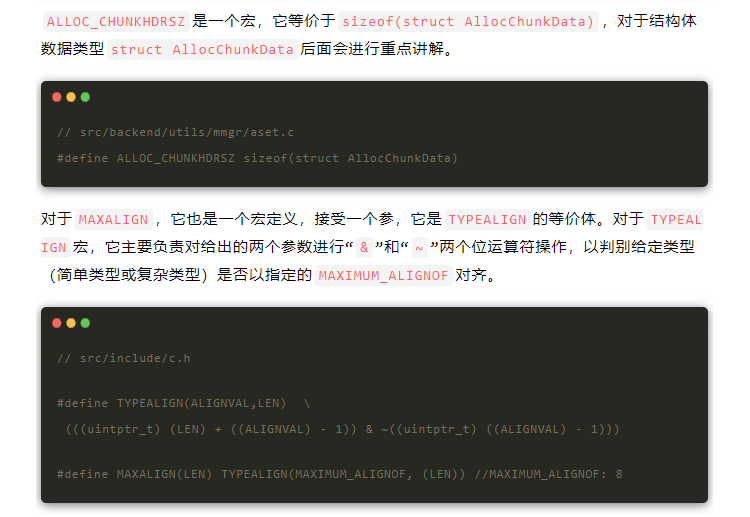 ALLOC_CHUNKHDRSZ 是一个宏，它等价于 sizeof(struct AllocChunkData) ，对于结构体
数据类型 struct AllocChunkData 后面会进行重点讲解。
// src/backend/utils/mmgr/aset.c
#define ALLOC_CHUNKHDRSZ sizeof(struct AllocChunkData)
对于 MAXALIGN ，它也是一个宏定义，接受一个参，它是 TYPEALIGN 的等价体。对于 TYPEAL
IGN 宏，它主要负责对给出的两个参数进行“ & ”和“ ~ ”两个位运算符操作，以判别给定类型
（简单类型或复杂类型）是否以指定的 MAXIMUM_ALIGNOF 对齐。
// src/include/c.h
#define TYPEALIGN(ALIGNVAL,LEN)  \
(((uintptr_t) (LEN) + ((ALIGNVAL) - 1)) & ~((uintptr_t) ((ALIGNVAL) - 1)))
#define MAXALIGN(LEN) TYPEALIGN(MAXIMUM_ALIGNOF, (LEN)) //MAXIMUM_ALIGNOF: 8